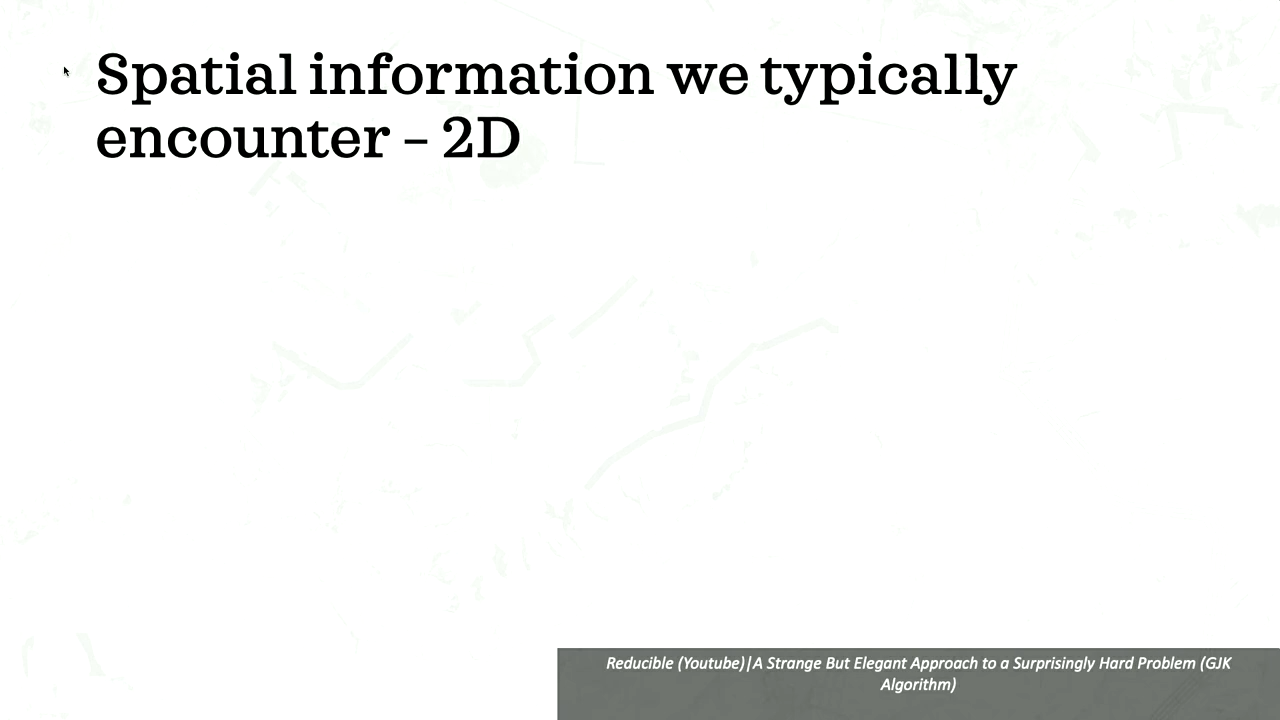 Spatial information we typically
encounter – 2D
Reducible (Youtube)|A Strange But Elegant Approach to a Surprisingly Hard Problem (GJK
Algorithm)